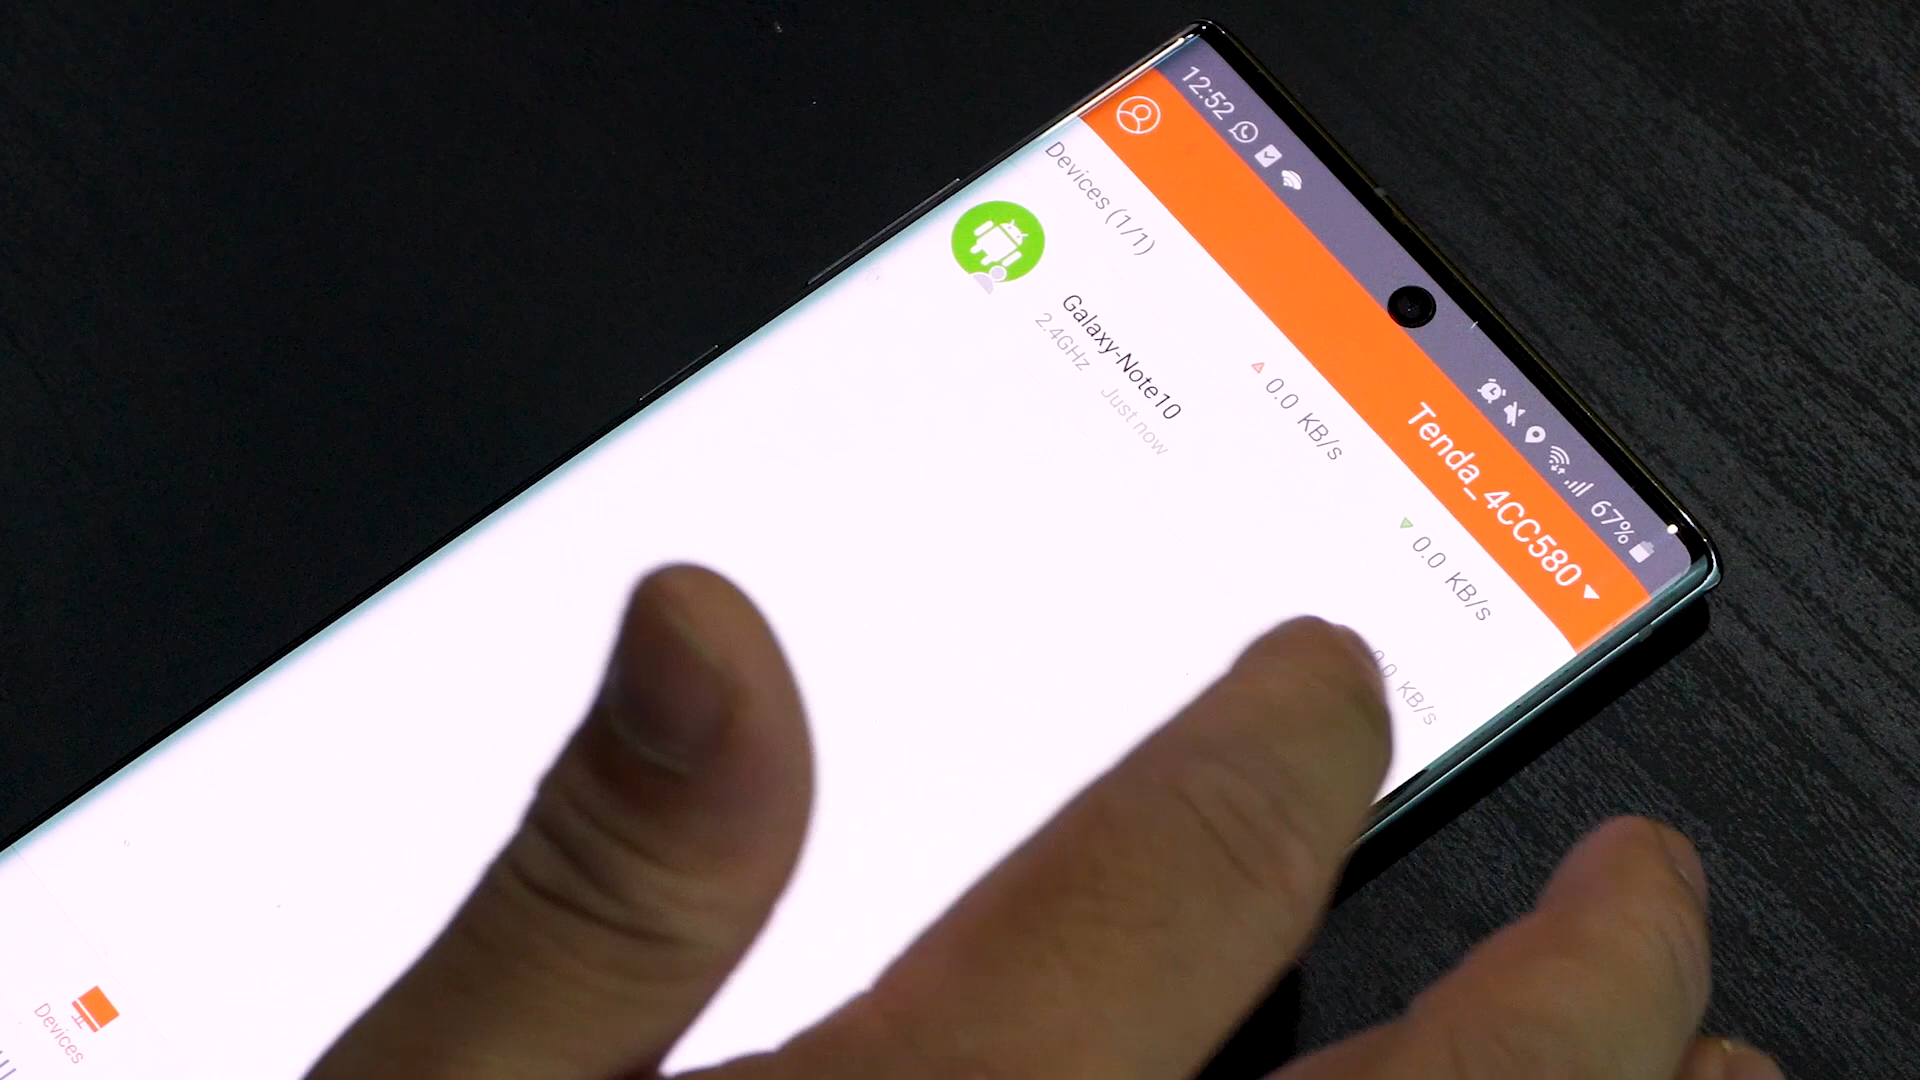 12:52 67%
Tenda_4CC580
Devices (1/1)
0.0 KB/s 0.0 KB/s
Galaxy-Note10
2.4GHz Just now
KB/s
Devices